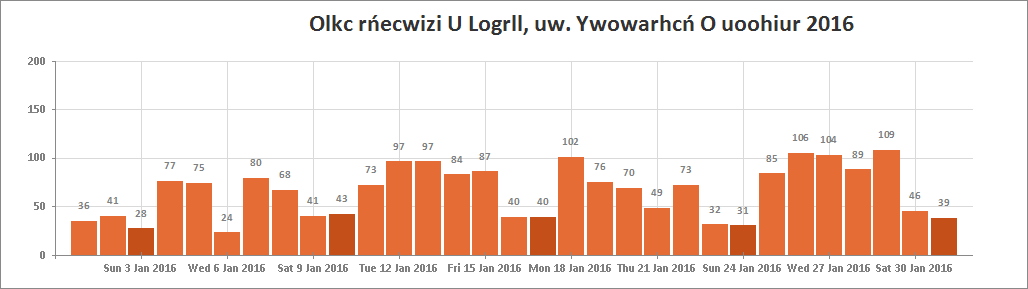 Olkc rńecwizi U Logrll, uw. Ywowarhcń O uoohiur 2016
200
150
100
50
0
36 41 28 77 75 24 80 68 41 43 73 97 97 84 87 40 40 102 76 70 49 73 32 31 85 106 104 89 109 46 39
Sun 3 Jan 2016 Wed 6 Jan 2016 Sat 9 Jan 2016 Tue 12 Jan 2016 Fri 15 Jan 2016 Mon 18 Jan 2016 Thu 21 Jan 2016 Sun 24 Jan 2016 Wed 27 Jan 2016 Sat 30 Jan 2016